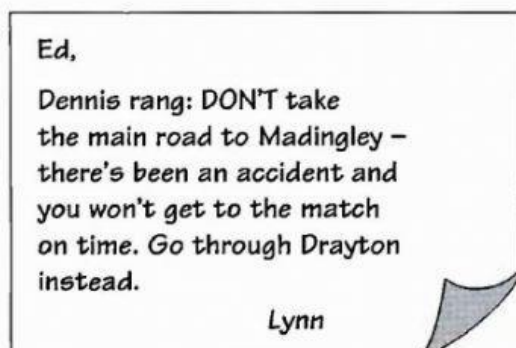 Ed,
Dennis rang: DON'T take
the main road to Madingley –
there's been an accident and
you won't get to the match
on time. Go through Drayton
instead.
Lynn